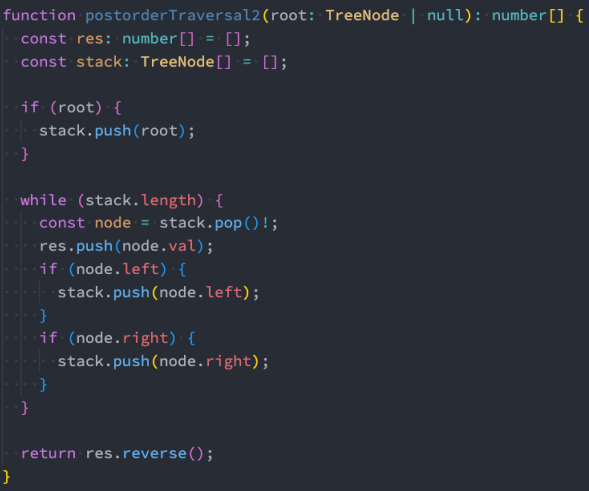 function postorderTraversal2(root: TreeNode | null): number[] {
  const res: number[] = [];
  const stack: TreeNode[] = [];

  if (root) {
    stack.push(root);
  }

  while (stack.length) {
    const node = stack.pop()!;
    res.push(node.val);
    if (node.left) {
      stack.push(node.left);
    }
    if (node.right) {
      stack.push(node.right);
    }
  }

  return res.reverse();
}